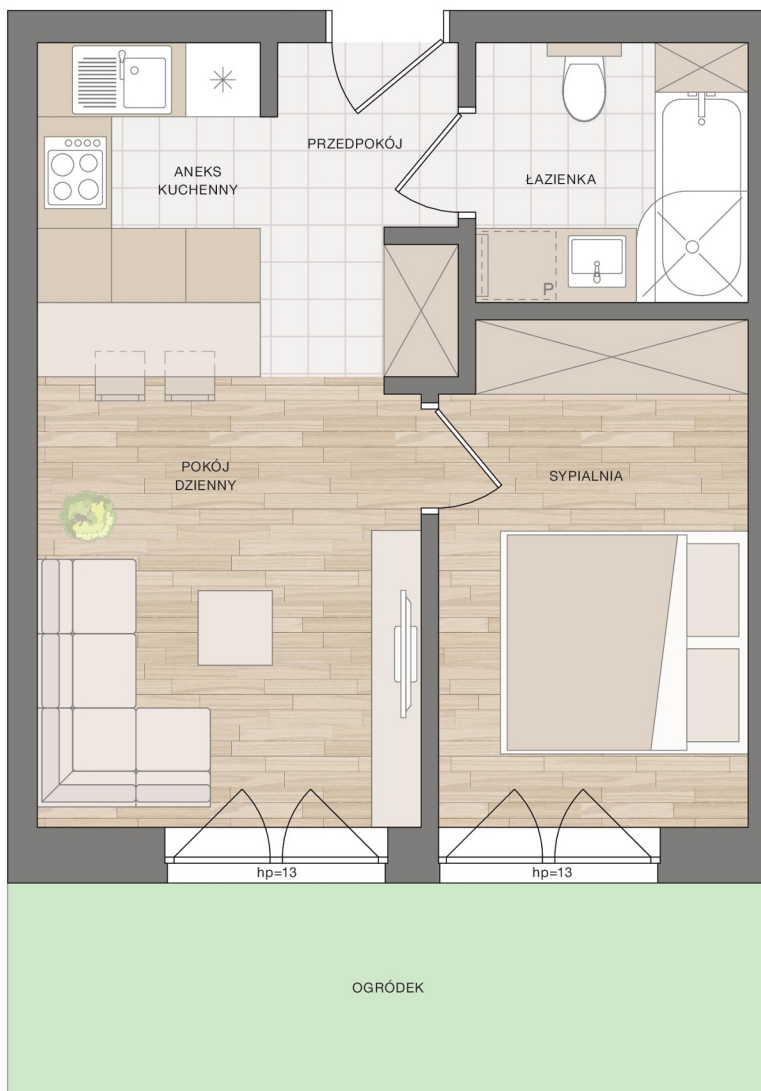 PRZEDPOKÓJ
ANEKS
KUCHENNY
ŁAZIENKA
P
POKÓJ
DZIENNY
SYPIALNIA
hp=13
hp=13
OGRÓDEK